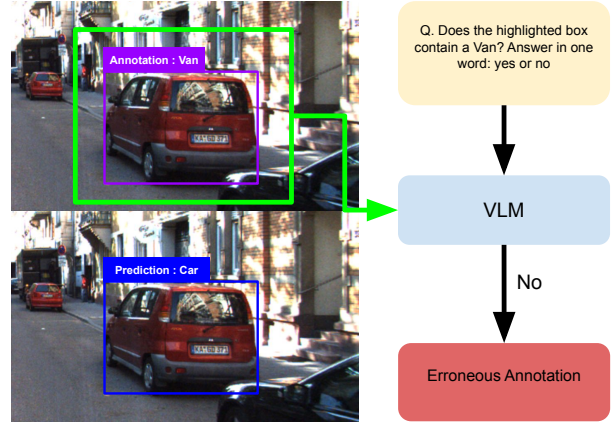 Annotation : Van
Q. Does the highlighted box
contain a Van? Answer in one
word: yes or no
VLM
Prediction : Car
No
Erroneous Annotation